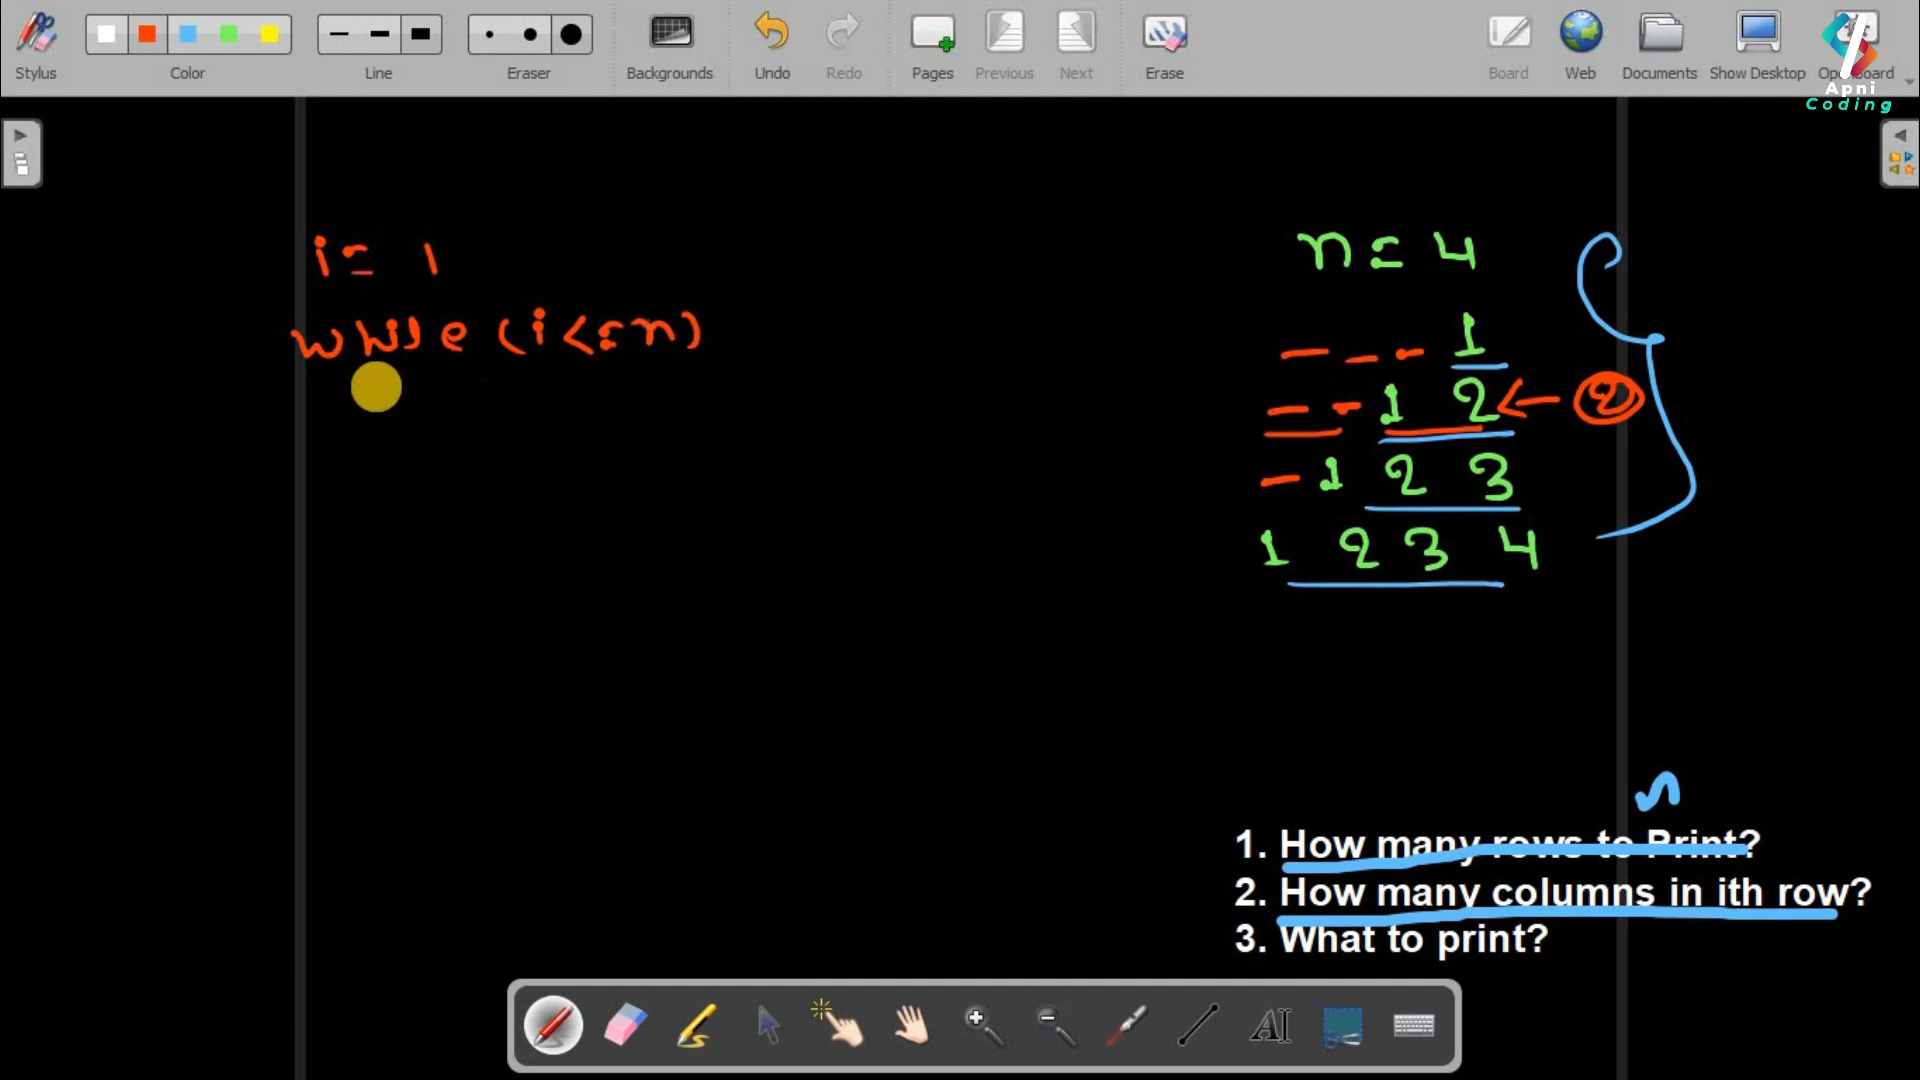 Stylus
Color
Line
Eraser
Backgrounds
Undo
Redo
Pages
Previous
Next
Erase
Board
Web
Documents
Show Desktop
Apni
Coding
i = 1
while (i<=n)
n = 4
- - - 1
- - 1 2 ← 2
- 1 2 3
1 2 3 4
n
1. How many rows to Print?
2. How many columns in ith row?
3. What to print?
AI